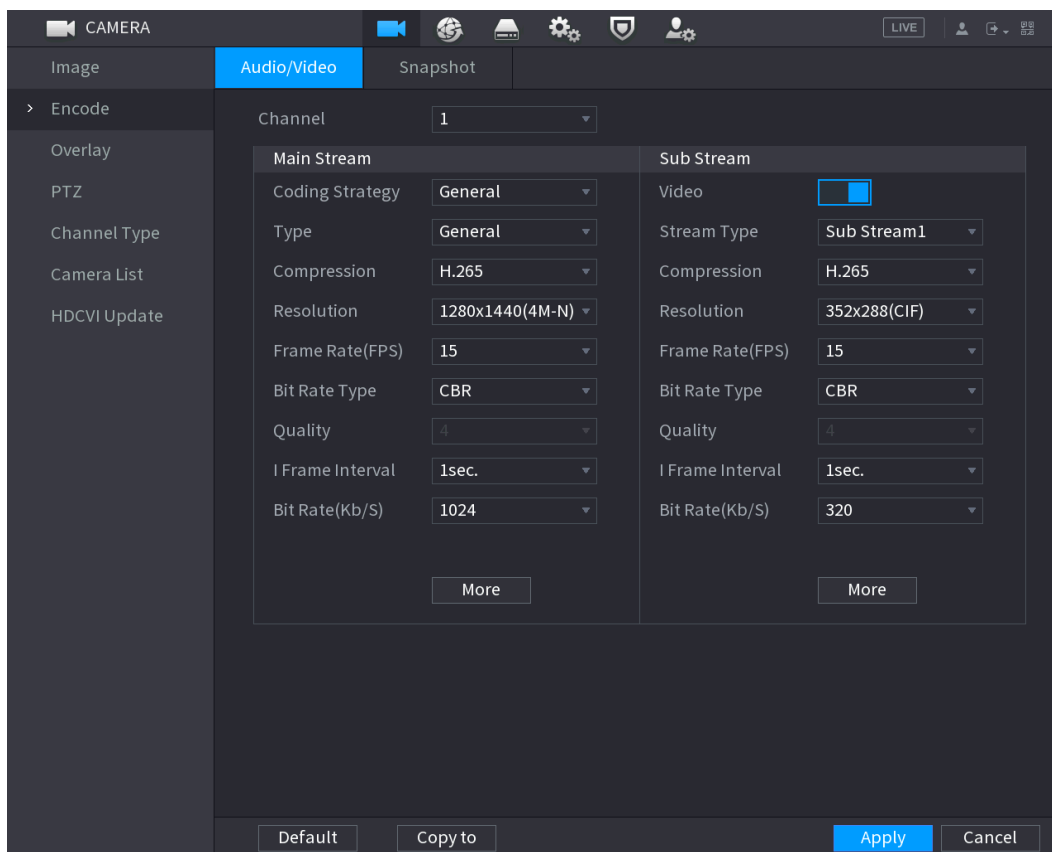 CAMERA
LIVE
Image
Audio/Video
Snapshot
Encode
Channel
1
Overlay
Main Stream
Sub Stream
PTZ
Coding Strategy
General
Video
Channel Type
Type
General
Stream Type
Sub Stream1
Camera List
Compression
H.265
Compression
H.265
HDCVI Update
Resolution
1280x1440(4M-N)
Resolution
352x288(CIF)
Frame Rate(FPS)
15
Frame Rate(FPS)
15
Bit Rate Type
CBR
Bit Rate Type
CBR
Quality
4
Quality
4
I Frame Interval
1sec.
I Frame Interval
1sec.
Bit Rate(Kb/S)
1024
Bit Rate(Kb/S)
320
More
More
Default
Copy to
Apply
Cancel